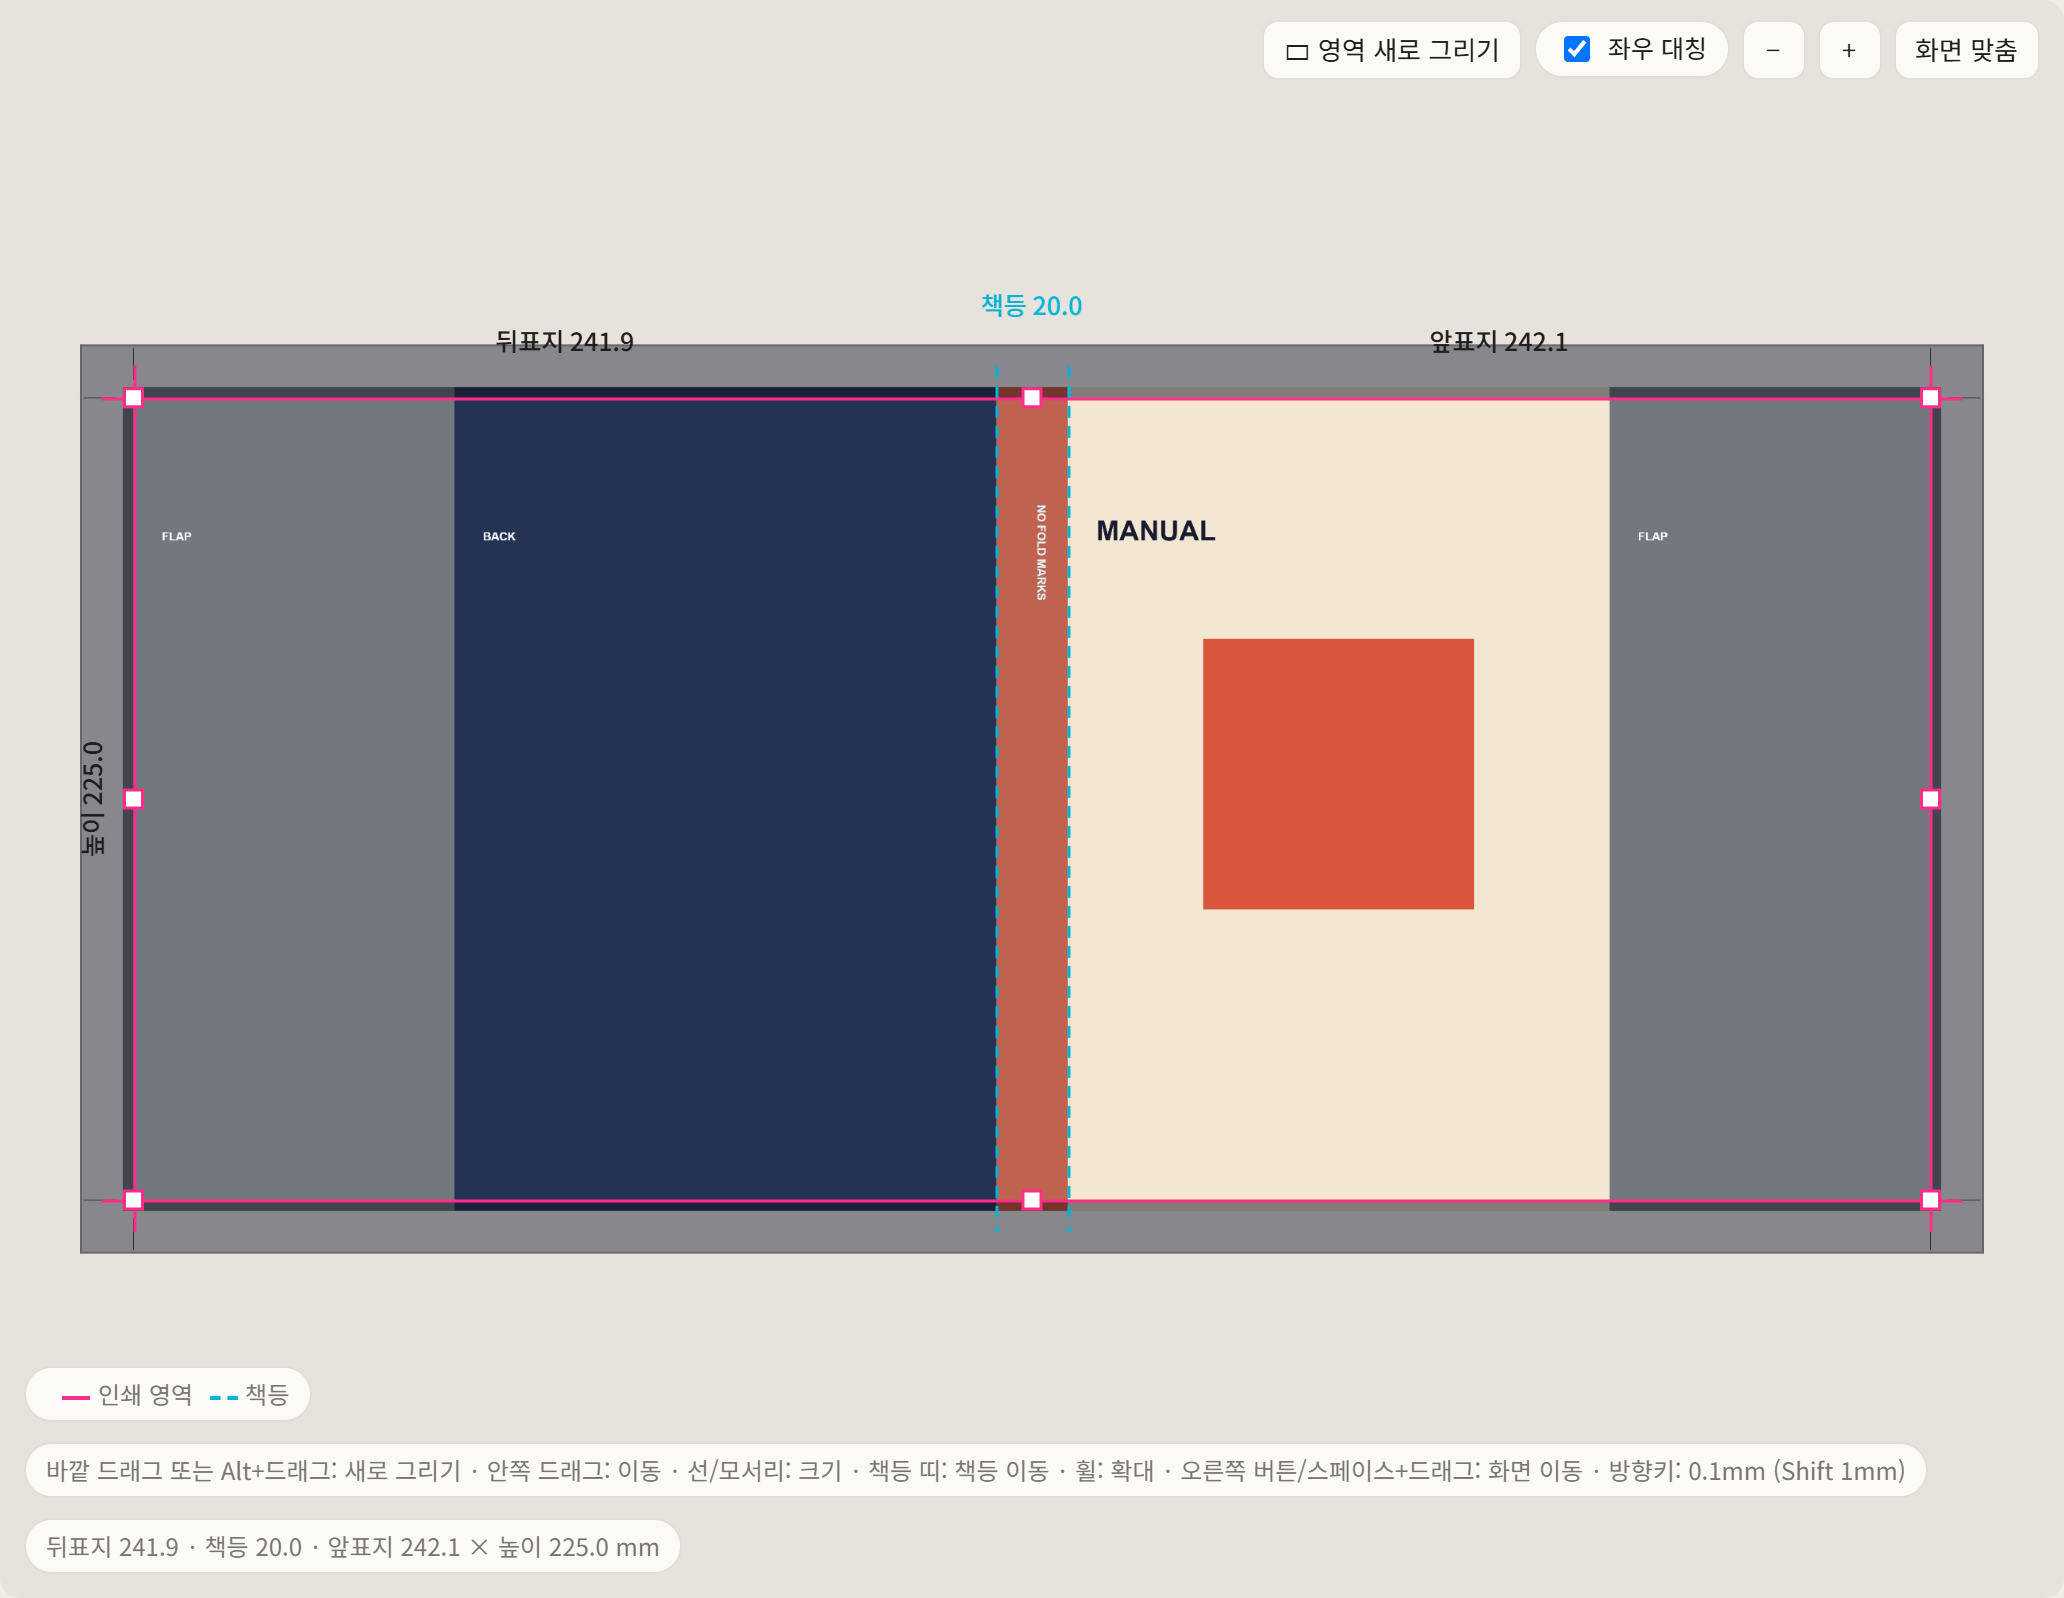 영역 새로 그리기
좌우 대칭
−
+
화면 맞춤
책등 20.0
뒤표지 241.9
앞표지 242.1
높이 225.0
FLAP
BACK
NO FOLD MARKS
MANUAL
FLAP
인쇄 영역 책등
바깥 드래그 또는 Alt+드래그: 새로 그리기 · 안쪽 드래그: 이동 · 선/모서리: 크기 · 책등 띠: 책등 이동 · 휠: 확대 · 오른쪽 버튼/스페이스+드래그: 화면 이동 · 방향키: 0.1mm (Shift 1mm)
뒤표지 241.9 · 책등 20.0 · 앞표지 242.1 × 높이 225.0 mm